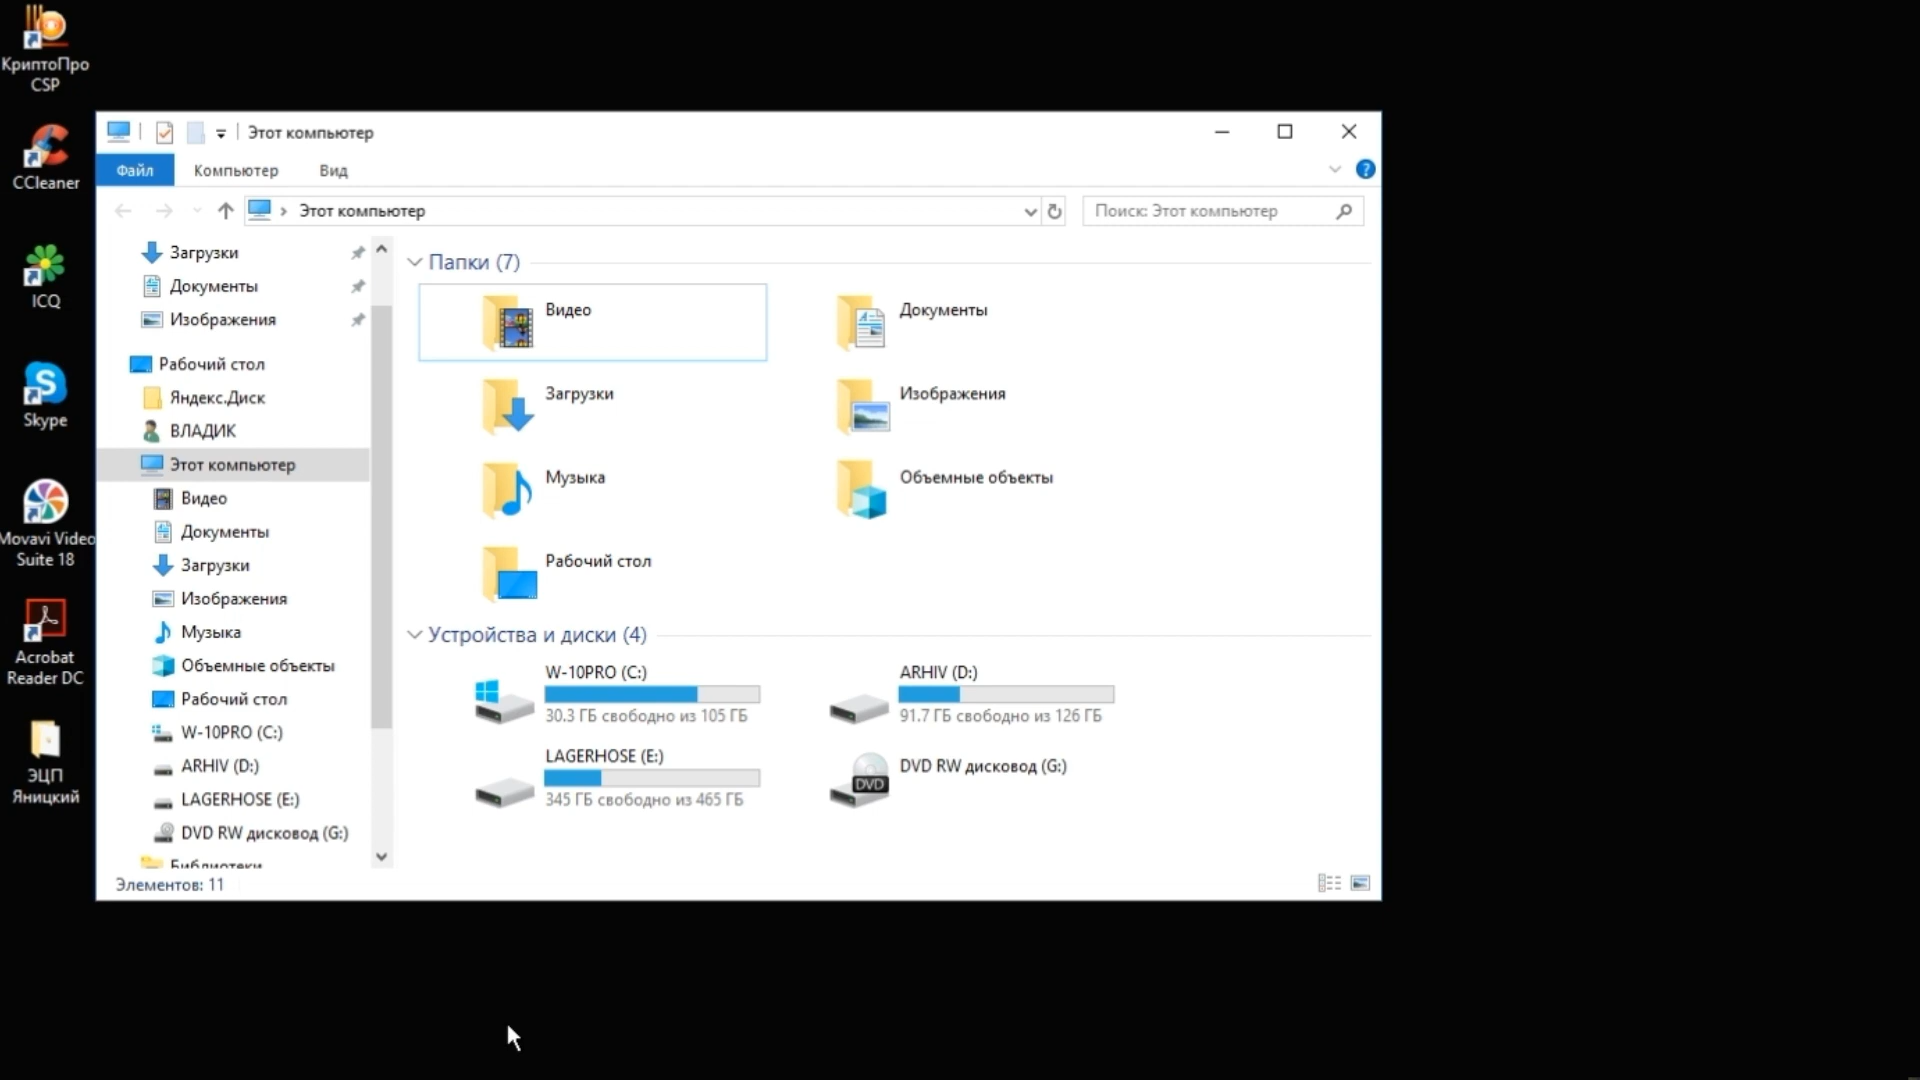 КриптоПро
CSP
CCleaner
ICQ
Skype
Movavi Video
Suite 18
Acrobat
Reader DC
ЭЦП
Яницкий
Этот компьютер
Файл
Компьютер
Вид
?
Этот компьютер
Поиск: Этот компьютер
Загрузки
Документы
Изображения
Рабочий стол
Яндекс.Диск
ВЛАДИК
Этот компьютер
Видео
Документы
Загрузки
Изображения
Музыка
Объемные объекты
Рабочий стол
W-10PRO (C:)
ARHIV (D:)
LAGERHOSE (E:)
DVD RW дисковод (G:)
Библиотеки
Папки (7)
Видео
Документы
Загрузки
Изображения
Музыка
Объемные объекты
Рабочий стол
Устройства и диски (4)
W-10PRO (C:)
30.3 ГБ свободно из 105 ГБ
ARHIV (D:)
91.7 ГБ свободно из 126 ГБ
LAGERHOSE (E:)
345 ГБ свободно из 465 ГБ
DVD RW дисковод (G:)
DVD
Элементов: 11